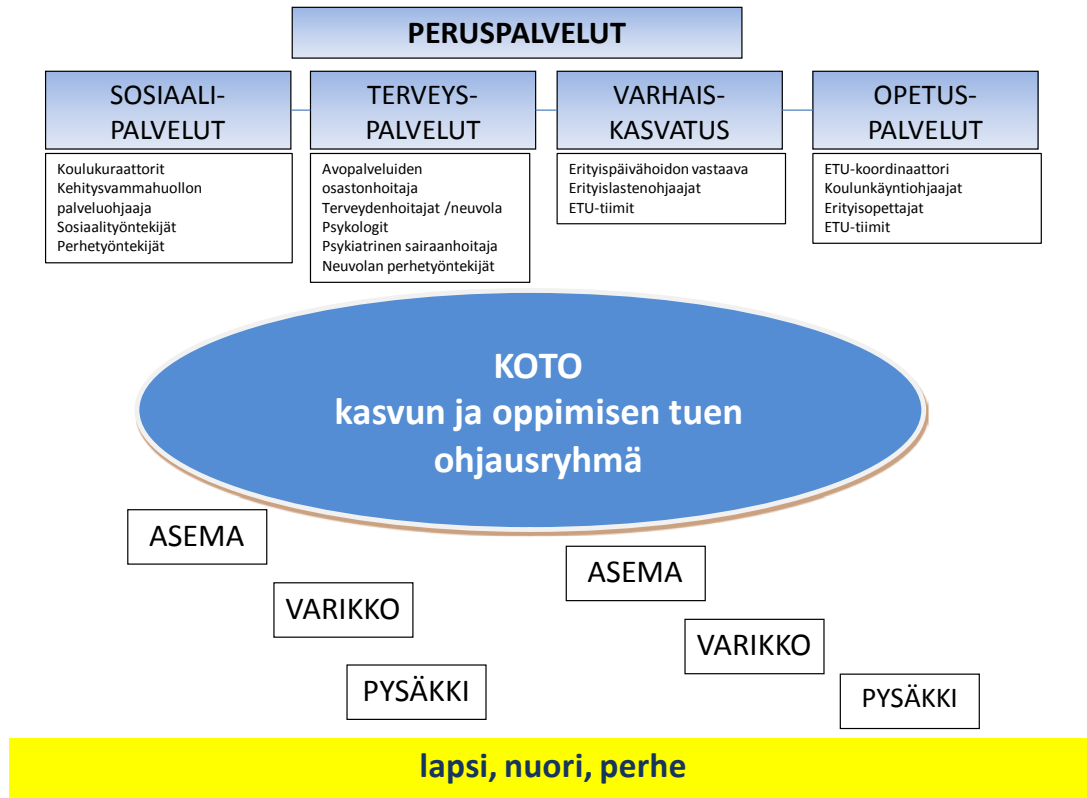 PERUSPALVELUT
SOSIAALI-
PALVELUT
Koulukuraattorit
Kehitysvammahuollon
palveluohjaaja
Sosiaalityöntekijät
Perhetyöntekijät
TERVEYS-
PALVELUT
Avopalveluiden
osastonhoitaja
Terveydenhoitajat /neuvola
Psykologit
Psykiatrinen sairaanhoitaja
Neuvolan perhetyöntekijät
VARHAIS-
KASVATUS
Erityispäivähoidon vastaava
Erityislastenohjaajat
ETU-tiimit
OPETUS-
PALVELUT
ETU-koordinaattori
Koulunkäyntiohjaajat
Erityisopettajat
ETU-tiimit
KOTO
kasvun ja oppimisen tuen
ohjausryhmä
ASEMA
VARIKKO
PYSÄKKI
ASEMA
VARIKKO
PYSÄKKI
lapsi, nuori, perhe